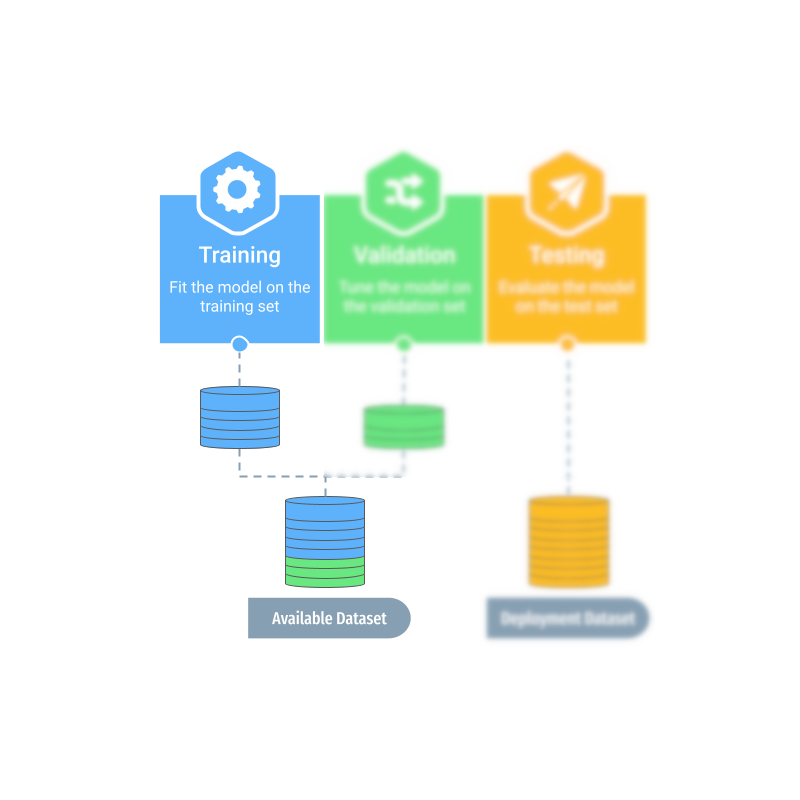 Training
Fit the model on the
training set
Validation
Tune the model on
the validation set
Testing
Evaluate the model
on the test set
Available Dataset
Deployment Dataset